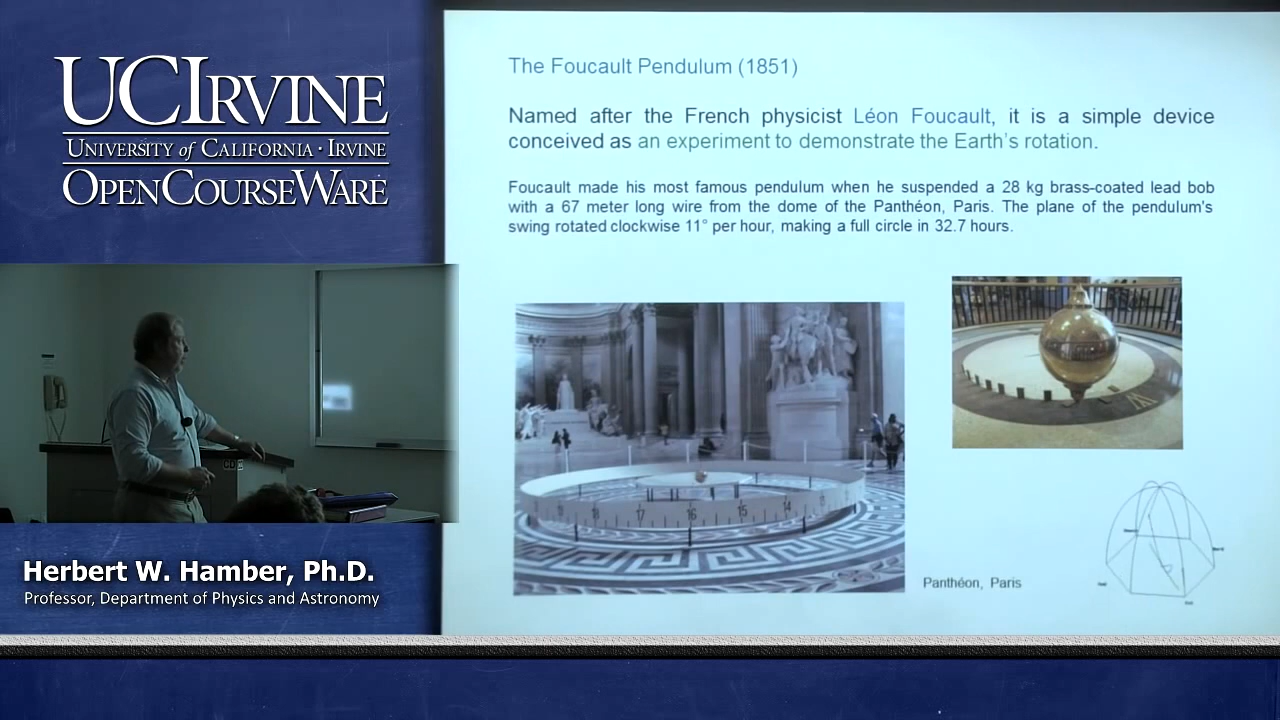 UCIRVINE
UNIVERSITY of CALIFORNIA · IRVINE
OPENCOURSEWARE
Herbert W. Hamber, Ph.D.
Professor, Department of Physics and Astronomy
The Foucault Pendulum (1851)
Named after the French physicist Léon Foucault, it is a simple device
conceived as an experiment to demonstrate the Earth's rotation.
Foucault made his most famous pendulum when he suspended a 28 kg brass-coated lead bob
with a 67 meter long wire from the dome of the Panthéon, Paris. The plane of the pendulum's
swing rotated clockwise 11° per hour, making a full circle in 32.7 hours.
18 17 16 15 14
Panthéon, Paris